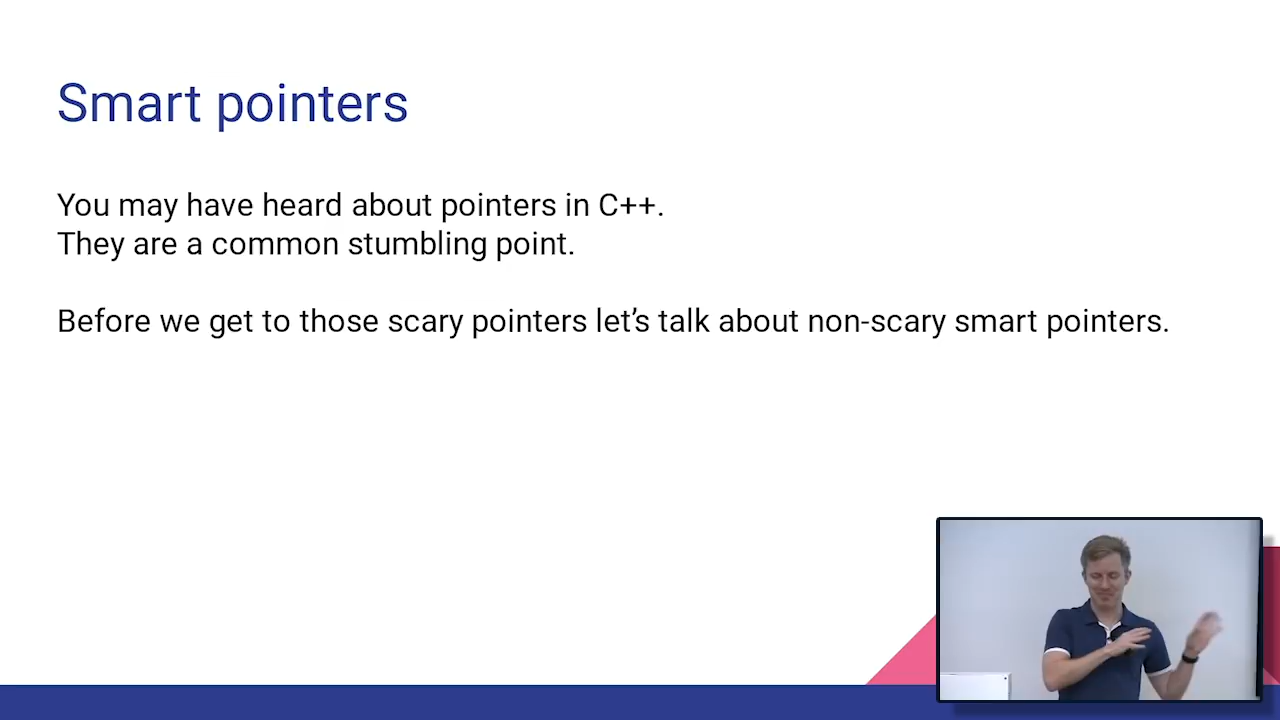 Smart pointers
You may have heard about pointers in C++.
They are a common stumbling point.
Before we get to those scary pointers let’s talk about non-scary smart pointers.